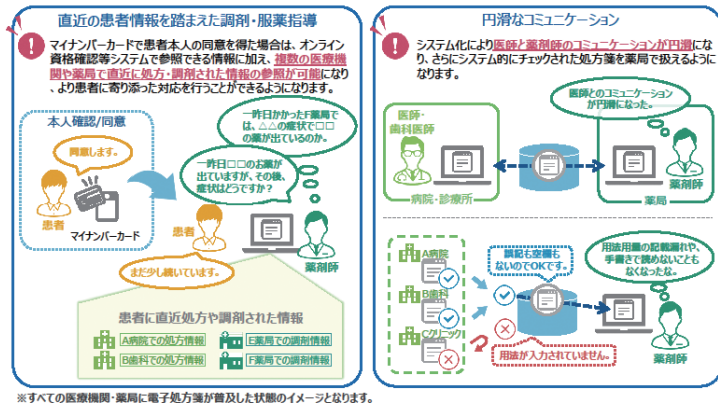 直近の患者情報を踏まえた調剤・服薬指導
マイナンバーカードで患者本人の同意を得た場合は、オンライン
資格確認等システムで参照できる情報に加え、複数の医療機
関や薬局で直近に処方・調剤された情報の参照が可能になり
、より患者に寄り添った対応を行うことができるようになります。
本人確認/同意
同意します。
患者
マイナンバーカード
一昨日かかったF薬局で
は、△△の症状で□□
の薬が出ているのか。
一昨日□□のお薬が
出ていますが、その後、
症状はどうですか？
患者
薬剤師
まだ少し続いています。
患者に直近処方や調剤された情報
A病院での処方情報
E薬局での調剤情報
B歯科での処方情報
F薬局での調剤情報
円滑なコミュニケーション
システム化により医師と薬剤師のコミュニケーションが円滑にな
り、さらにシステム的にチェックされた処方箋を薬局で扱えるように
なります。
医師とのコミュニケーション
が円滑になった。
医師・
歯科医師
病院・診療所
薬剤師
薬局
A病院
B歯科
Cクリニック
誤記も空欄も
ないのでOKです。
用法が入力されていません。
用法用量の記載漏れや、
手書きで読めないことも
なくなったな。
薬剤師
※すべての医療機関・薬局に電子処方箋が普及した状態のイメージとなります。